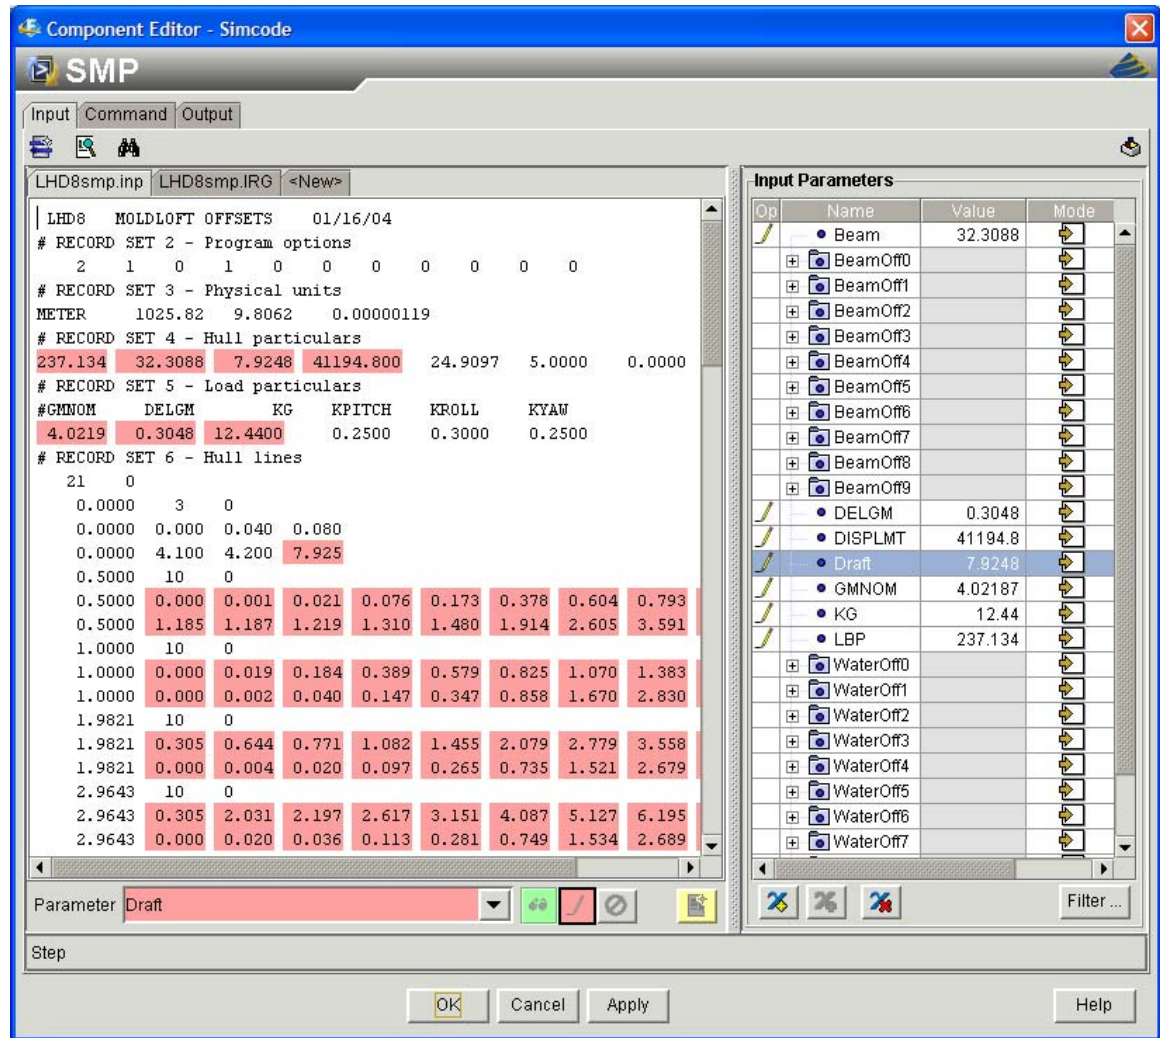 Component Editor - Simcode
SMP
Input Command Output
LHD8smp.inp LHD8smp.IRG <New>
LHD8 MOLDLOFT OFFSETS 01/16/04
# RECORD SET 2 - Program options
2 1 0 1 0 0 0 0 0 0 0
# RECORD SET 3 - Physical units
METER 1025.82 9.8062 0.00000119
# RECORD SET 4 - Hull particulars
237.134 32.3088 7.9248 41194.800 24.9097 5.0000 0.0000
# RECORD SET 5 - Load particulars
#GMNOM DELGM KG KPITCH KROLL KYAW
4.0219 0.3048 12.4400 0.2500 0.3000 0.2500
# RECORD SET 6 - Hull lines
21 0
0.0000 3 0
0.0000 0.000 0.040 0.080
0.0000 4.100 4.200 7.925
0.5000 10 0
0.5000 0.000 0.001 0.021 0.076 0.173 0.378 0.604 0.793
0.5000 1.185 1.187 1.219 1.310 1.480 1.914 2.605 3.591
1.0000 10 0
1.0000 0.000 0.019 0.184 0.389 0.579 0.825 1.070 1.383
1.0000 0.000 0.002 0.040 0.147 0.347 0.858 1.670 2.830
1.9821 10 0
1.9821 0.305 0.644 0.771 1.082 1.455 2.079 2.779 3.558
1.9821 0.000 0.004 0.020 0.097 0.265 0.735 1.521 2.679
2.9643 10 0
2.9643 0.305 2.031 2.197 2.617 3.151 4.087 5.127 6.195
2.9643 0.000 0.020 0.036 0.113 0.281 0.749 1.534 2.689
Parameter Draft
Input Parameters
Op Name Value Mode
Beam 32.3088
BeamOff0
BeamOff1
BeamOff2
BeamOff3
BeamOff4
BeamOff5
BeamOff6
BeamOff7
BeamOff8
BeamOff9
DELGM 0.3048
DISPLMT 41194.8
Draft 7.9248
GMNOM 4.02187
KG 12.44
LBP 237.134
WaterOff0
WaterOff1
WaterOff2
WaterOff3
WaterOff4
WaterOff5
WaterOff6
WaterOff7
Filter ...
Step
OK Cancel Apply Help